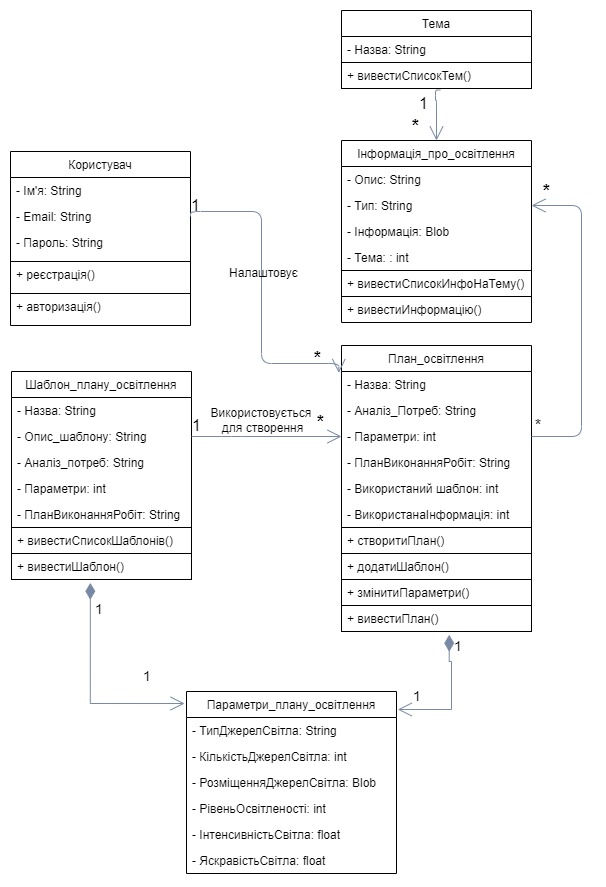 Тема
- Назва: String
+ вивестиСписокТем()
1
*
Інформація_про_освітлення
- Опис: String
- Тип: String
- Інформація: Blob
- Тема: : int
+ вивестиСписокИнфоНаТему()
+ вивестиИнформацію()
*
Користувач
- Ім'я: String
- Email: String
- Пароль: String
+ реєстрація()
+ авторизація()
1
Налаштовує
*
План_освітлення
- Назва: String
- Аналіз_Потреб: String
- Параметри: int
- ПланВиконанняРобіт: String
- Використаний шаблон: int
- ВикористанаІнформація: int
+ створитиПлан()
+ додатиШаблон()
+ змінитиПараметри()
+ вивестиПлан()
*
Шаблон_плану_освітлення
- Назва: String
- Опис_шаблону: String
- Аналіз_потреб: String
- Параметри: int
- ПланВиконанняРобіт: String
+ вивестиСписокШаблонів()
+ вивестиШаблон()
1
Використовується
для створення
*
1
1
1
1
Параметри_плану_освітлення
- ТипДжерелСвітла: String
- КількістьДжерелСвітла: int
- РозміщенняДжерелСвітла: Blob
- РівеньОсвітленості: int
- ІнтенсивністьСвітла: float
- ЯскравістьСвітла: float